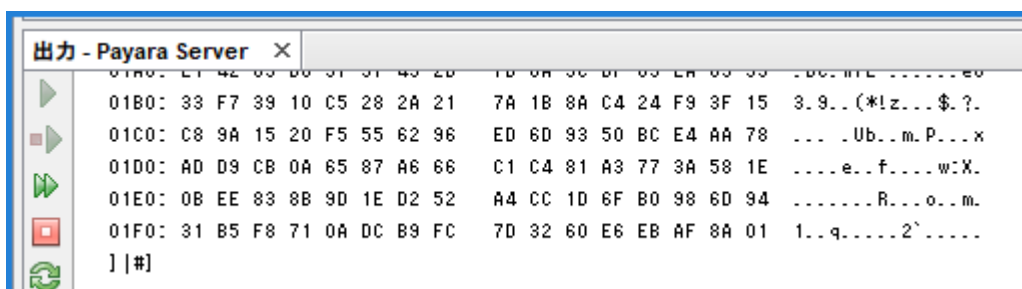 出力 - Payara Server ×
01B0: 33 F7 39 10 C5 28 2A 21   7A 1B 8A C4 24 F9 3F 15  3.9..(*!z...$.?.
01C0: C8 9A 15 20 F5 55 62 96   ED 6D 93 50 BC E4 AA 78  ... .Ub..m.P...x
01D0: AD D9 CB 0A 65 87 A6 66   C1 C4 81 A3 77 3A 58 1E  ....e..f....w:X.
01E0: 0B EE 83 8B 9D 1E D2 52   A4 CC 1D 6F B0 98 6D 94  .......R...o..m.
01F0: 31 B5 F8 71 0A DC B9 FC   7D 32 60 E6 EB AF 8A 01  1..q.....2`.....
] |#]